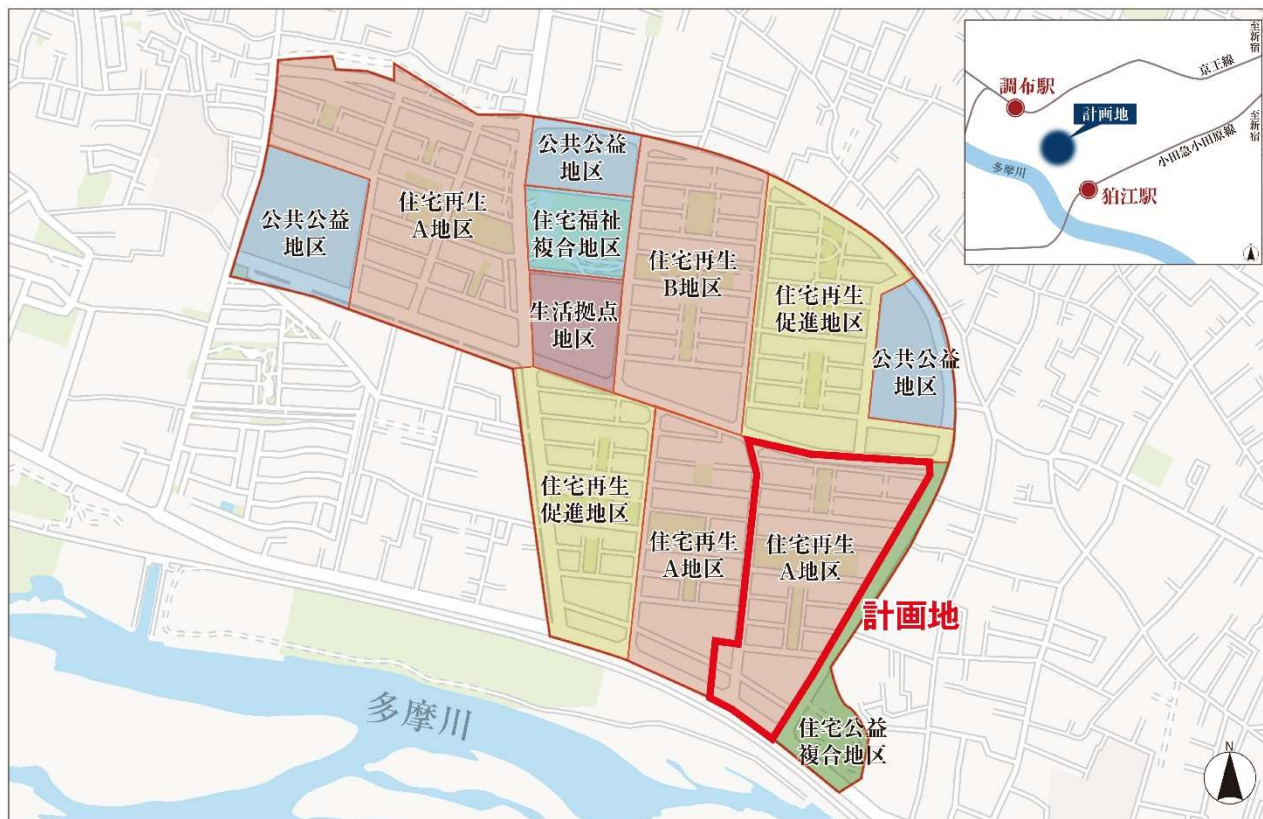 公共公益
地区
住宅再生
A地区
公共公益
地区
住宅福祉
複合地区
生活拠点
地区
住宅再生
B地区
住宅再生
促進地区
公共公益
地区
住宅再生
促進地区
住宅再生
A地区
住宅再生
A地区
計画地
住宅公益
複合地区
多摩川
N
至新宿
京王線
調布駅
計画地
至新宿
小田急小田原線
多摩川
狛江駅